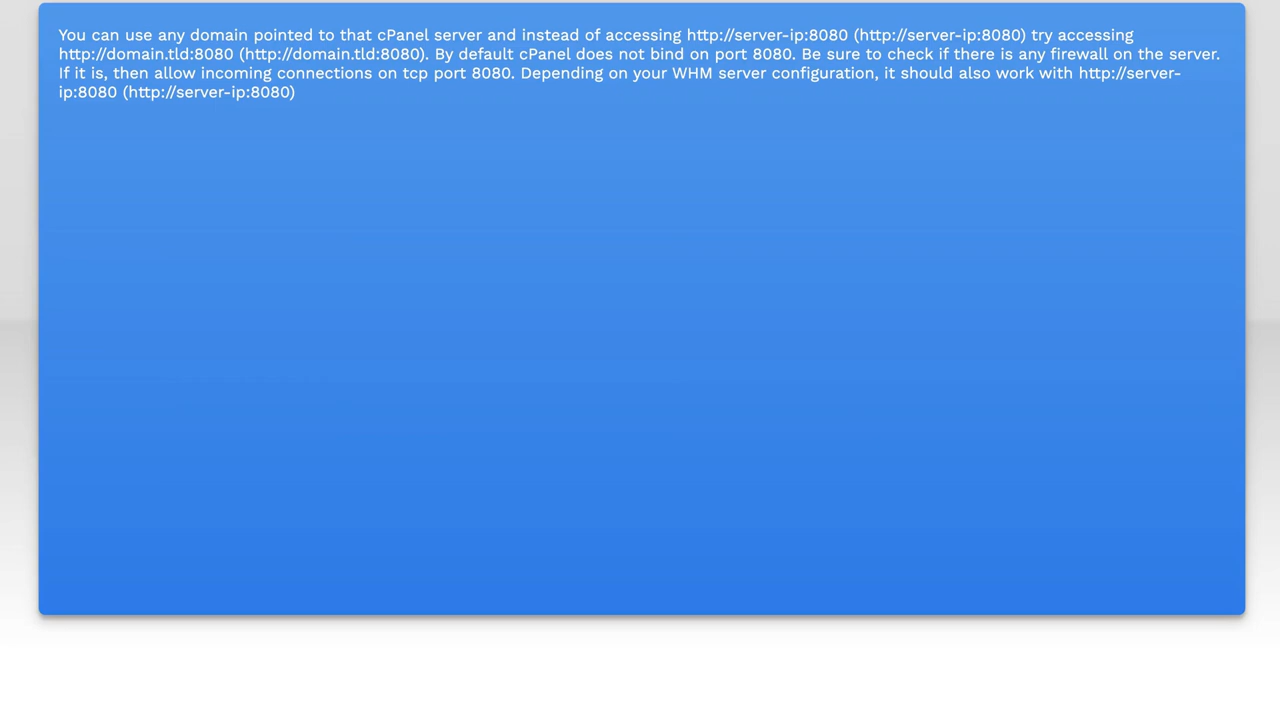 You can use any domain pointed to that cPanel server and instead of accessing http://server-ip:8080 (http://server-ip:8080) try accessing
http://domain.tld:8080 (http://domain.tld:8080). By default cPanel does not bind on port 8080. Be sure to check if there is any firewall on the server.
If it is, then allow incoming connections on tcp port 8080. Depending on your WHM server configuration, it should also work with http://server-
ip:8080 (http://server-ip:8080)